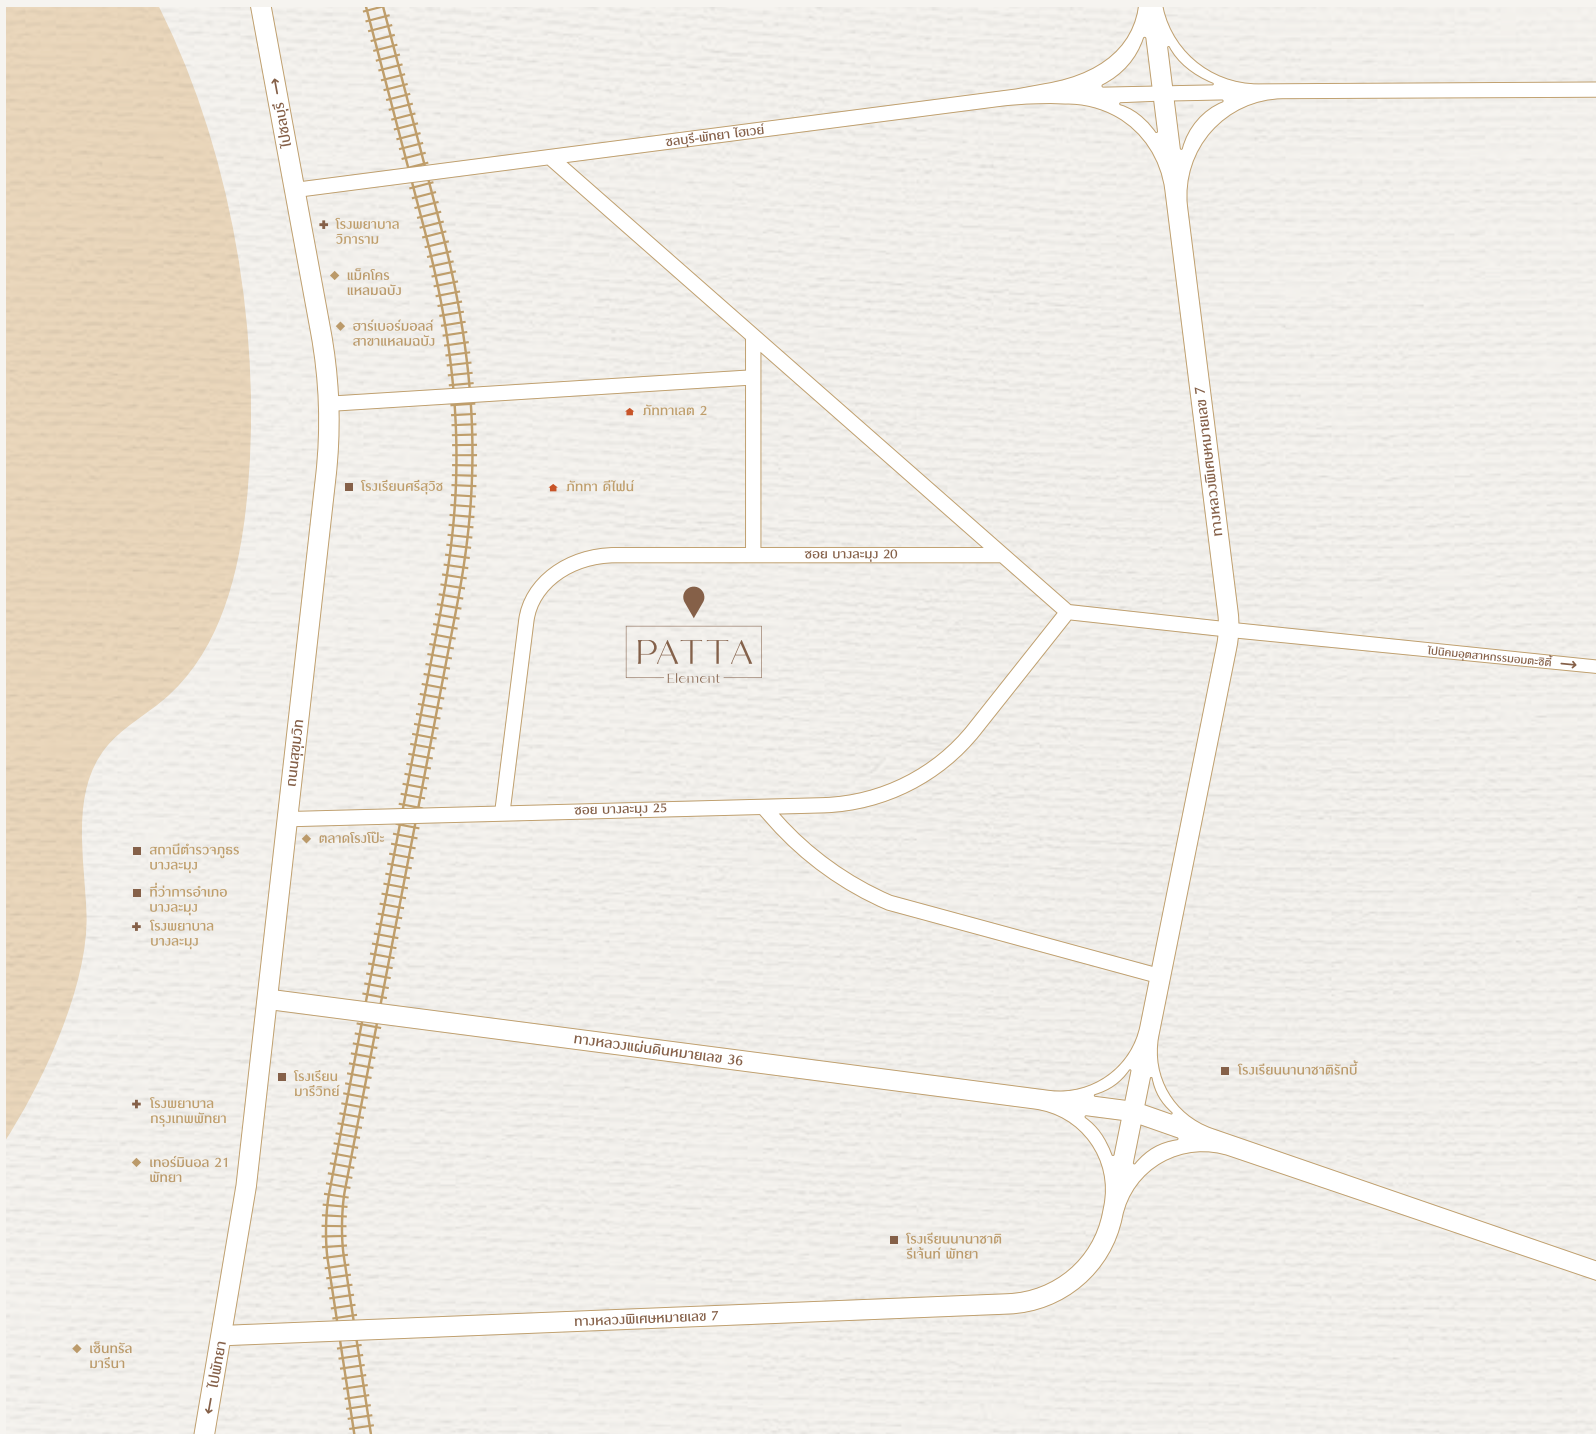 ไปชลบุรี
ชลบุรี-พัทยา ไฮเวย์
โรงพยาบาล
วิภาราม
แม็คโคร
แหลมฉบัง
ฮาร์เบอร์มอลล์
สาขาแหลมฉบัง
ภัททาเลต 2
ทางหลวงพิเศษหมายเลข 7
โรงเรียนศรีสุวิช
ภัททา ดีไฟน์
ซอย บางละมุง 20
PATTA
Element
ไปนิคมอุตสาหกรรมอมตะซิตี้
ถนนสุขุมวิท
ซอย บางละมุง 25
ตลาดโรงโป๊ะ
สถานีตำรวจภูธร
บางละมุง
ที่ว่าการอำเภอ
บางละมุง
โรงพยาบาล
บางละมุง
ทางหลวงแผ่นดินหมายเลข 36
โรงเรียน
มารีวิทย์
โรงเรียนนานาชาติรักบี้
โรงพยาบาล
กรุงเทพพัทยา
เทอร์มินอล 21
พัทยา
โรงเรียนนานาชาติ
รีเจ้นท์ พัทยา
ทางหลวงพิเศษหมายเลข 7
เซ็นทรัล
มารีนา
ไปพัทยา